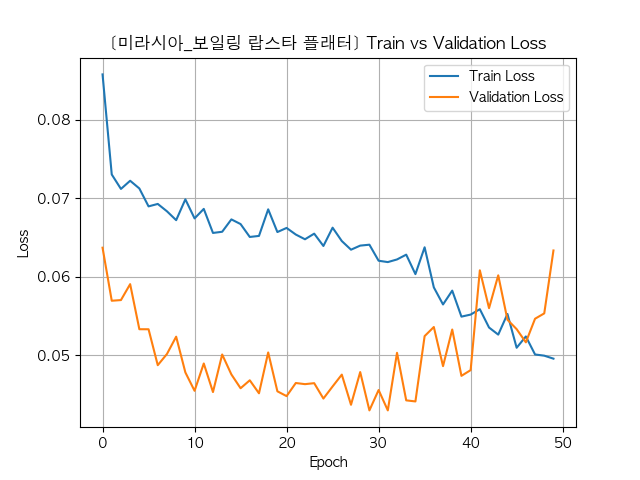 [미라시아_보일링 랍스타 플래터] Train vs Validation Loss
Train Loss
Validation Loss
Loss
0.08
0.07
0.06
0.05
0
10
20
30
40
50
Epoch